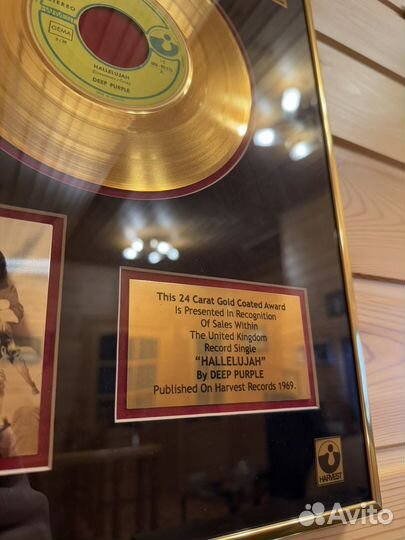 STEREO
GEMA
HALLELUJAH
DEEP PURPLE
This 24 Carat Gold Coated Award
Is Presented In Recognition
Of Sales Within
The United Kingdom
Record Single
“HALLELUJAH”
By DEEP PURPLE
Published On Harvest Records 1969.
HARVEST
Avito